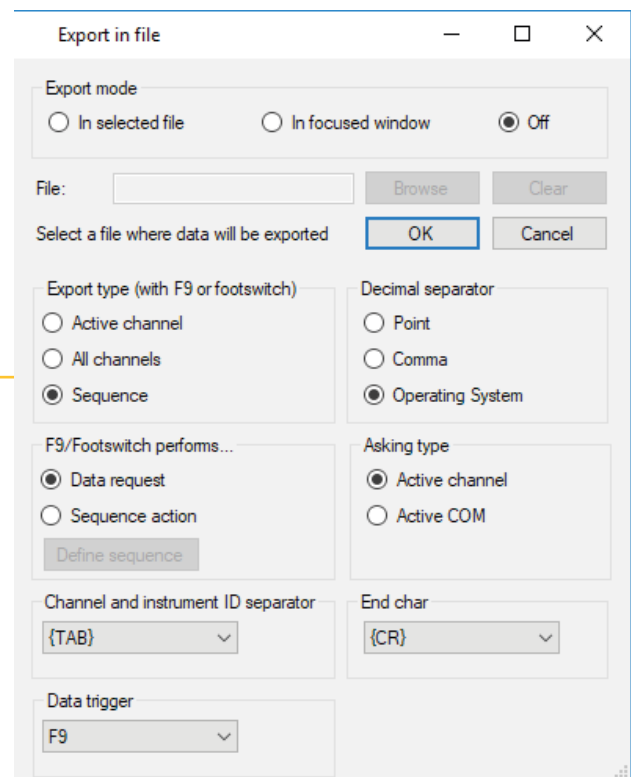 Export in file
Export mode
In selected file In focused window Off
File: Browse Clear
Select a file where data will be exported OK Cancel
Export type (with F9 or footswitch) Decimal separator
Active channel Point
All channels Comma
Sequence Operating System
F9/Footswitch performs... Asking type
Data request Active channel
Sequence action Active COM
Define sequence
Channel and instrument ID separator End char
{TAB} {CR}
Data trigger
F9